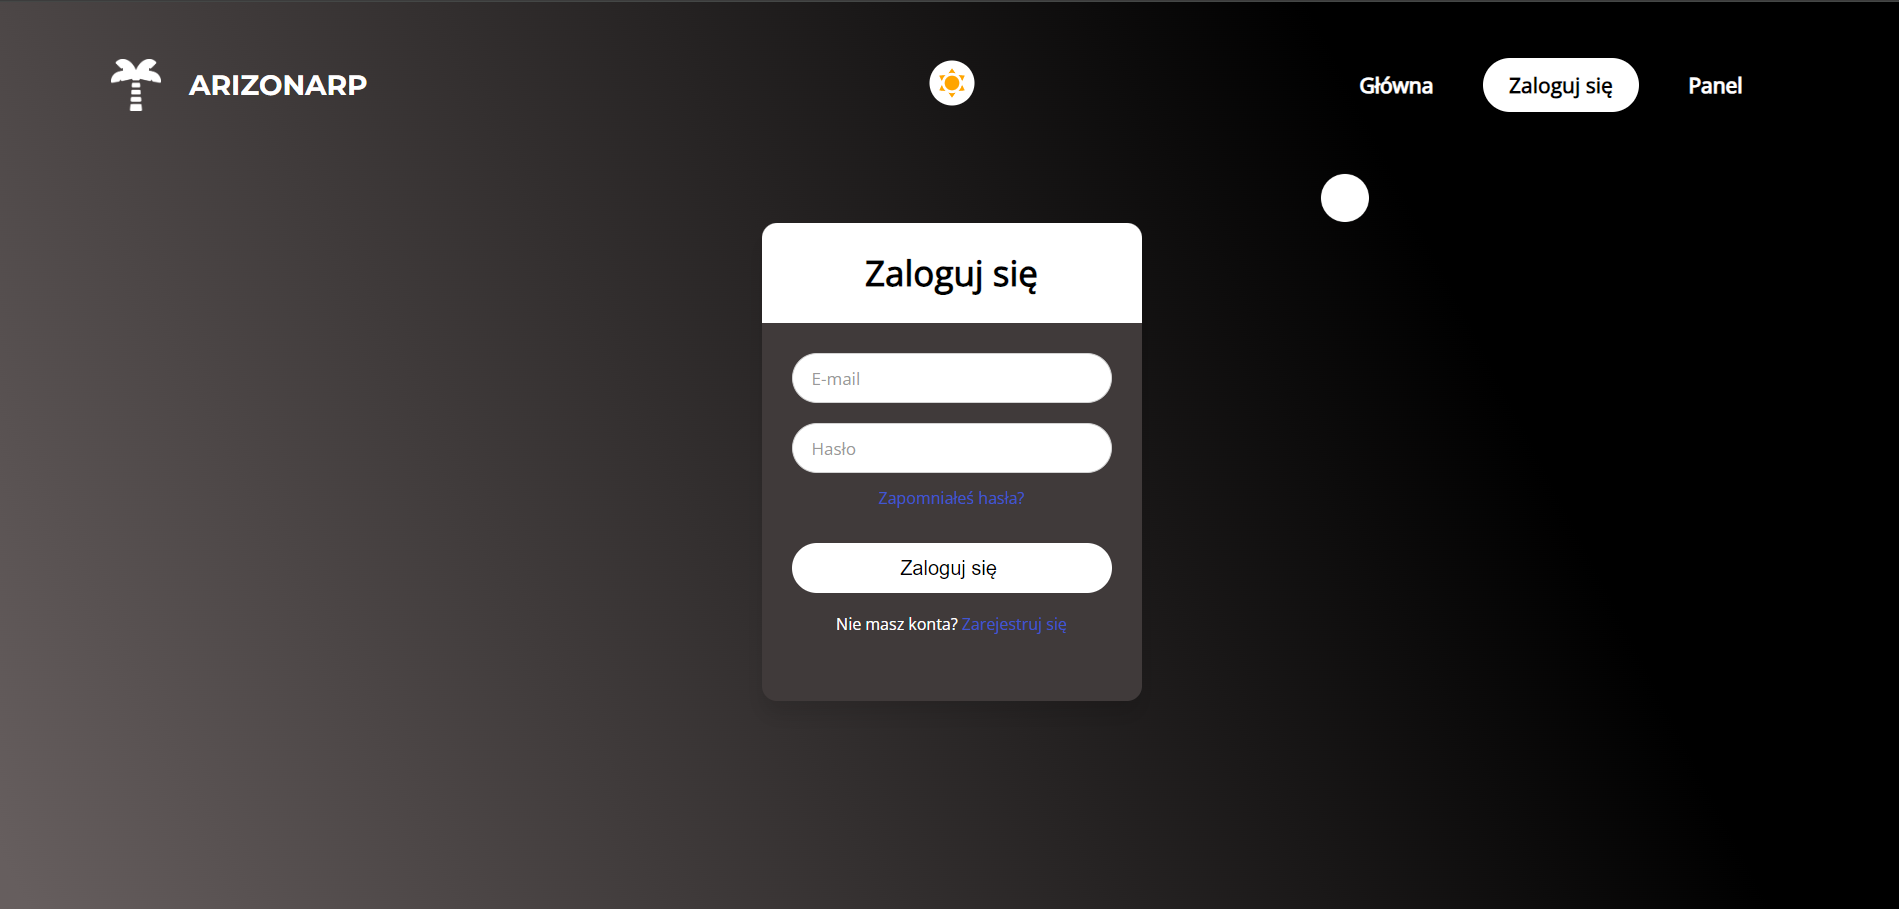 ARIZONARP
Główna
Zaloguj się
Panel
Zaloguj się
E-mail
Hasło
Zapomniałeś hasła?
Zaloguj się
Nie masz konta? Zarejestruj się